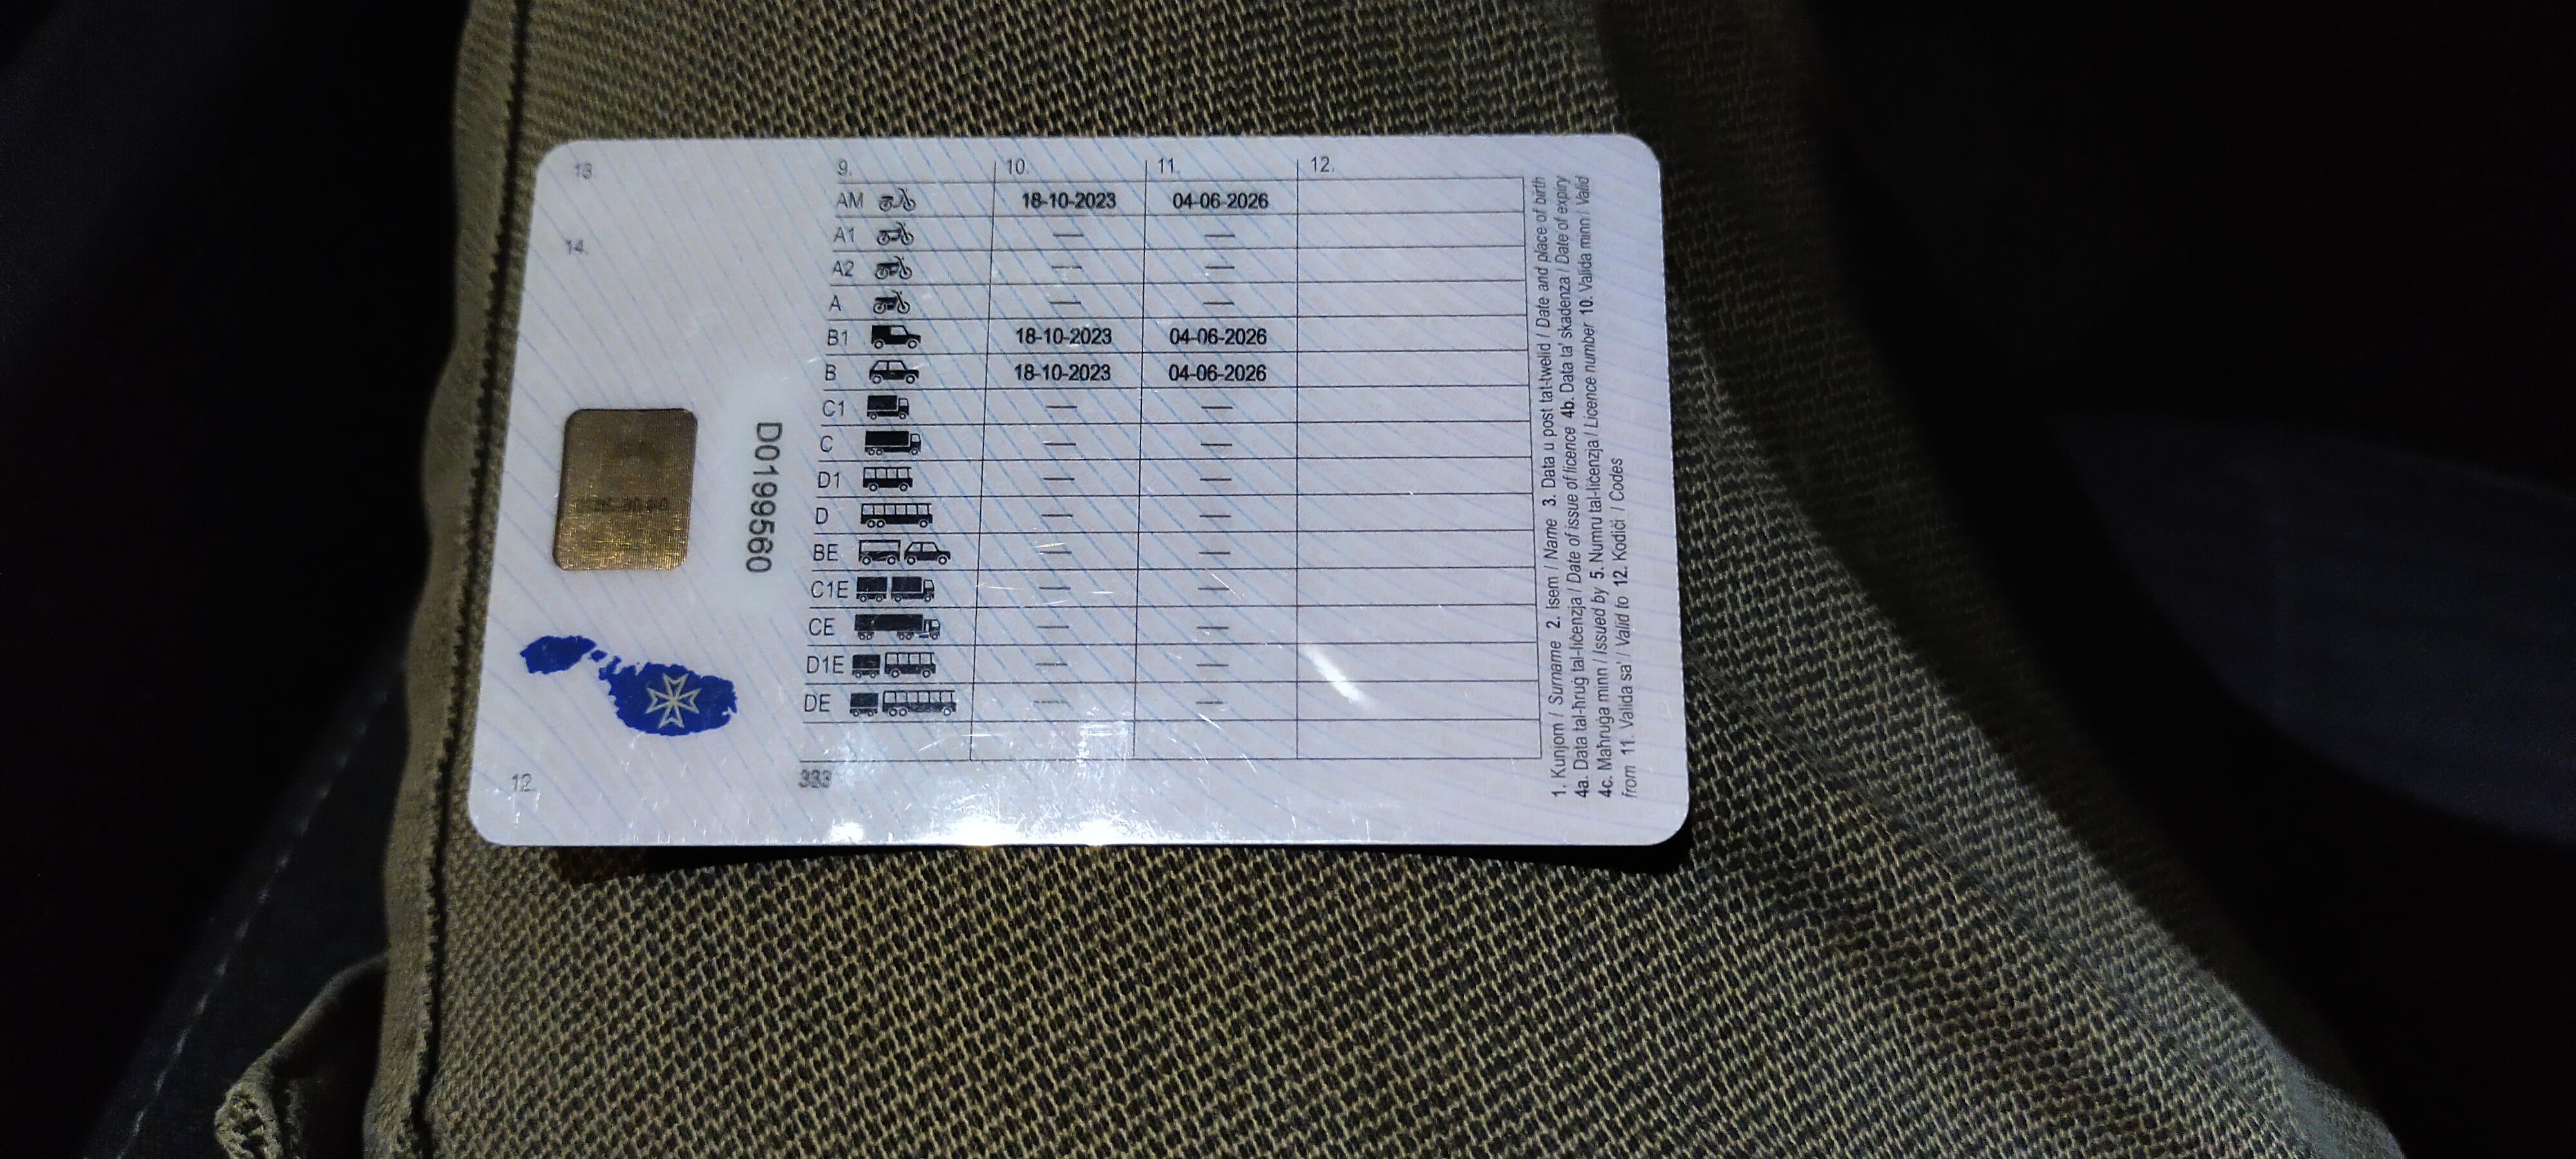 13.
14.
12.
D0199560
9. 10. 11. 12.
AM 18-10-2023 04-06-2026
A1 — —
A2 — —
A — —
B1 18-10-2023 04-06-2026
B 18-10-2023 04-06-2026
C1 — —
C — —
D1 — —
D — —
BE — —
C1E — —
CE — —
D1E — —
DE — —
333
1. Kunjom / Surname 2. Isem / Name 3. Data u post tat-twelid / Date and place of birth
4a. Data tal-ħruġ tal-liċenzja / Date of issue of licence 4b. Data ta' skadenza / Date of expiry
4c. Maħruġa minn / Issued by 5. Numru tal-liċenzja / Licence number 10. Valida minn / Valid
from 11. Valida sa' / Valid to 12. Kodiċi / Codes